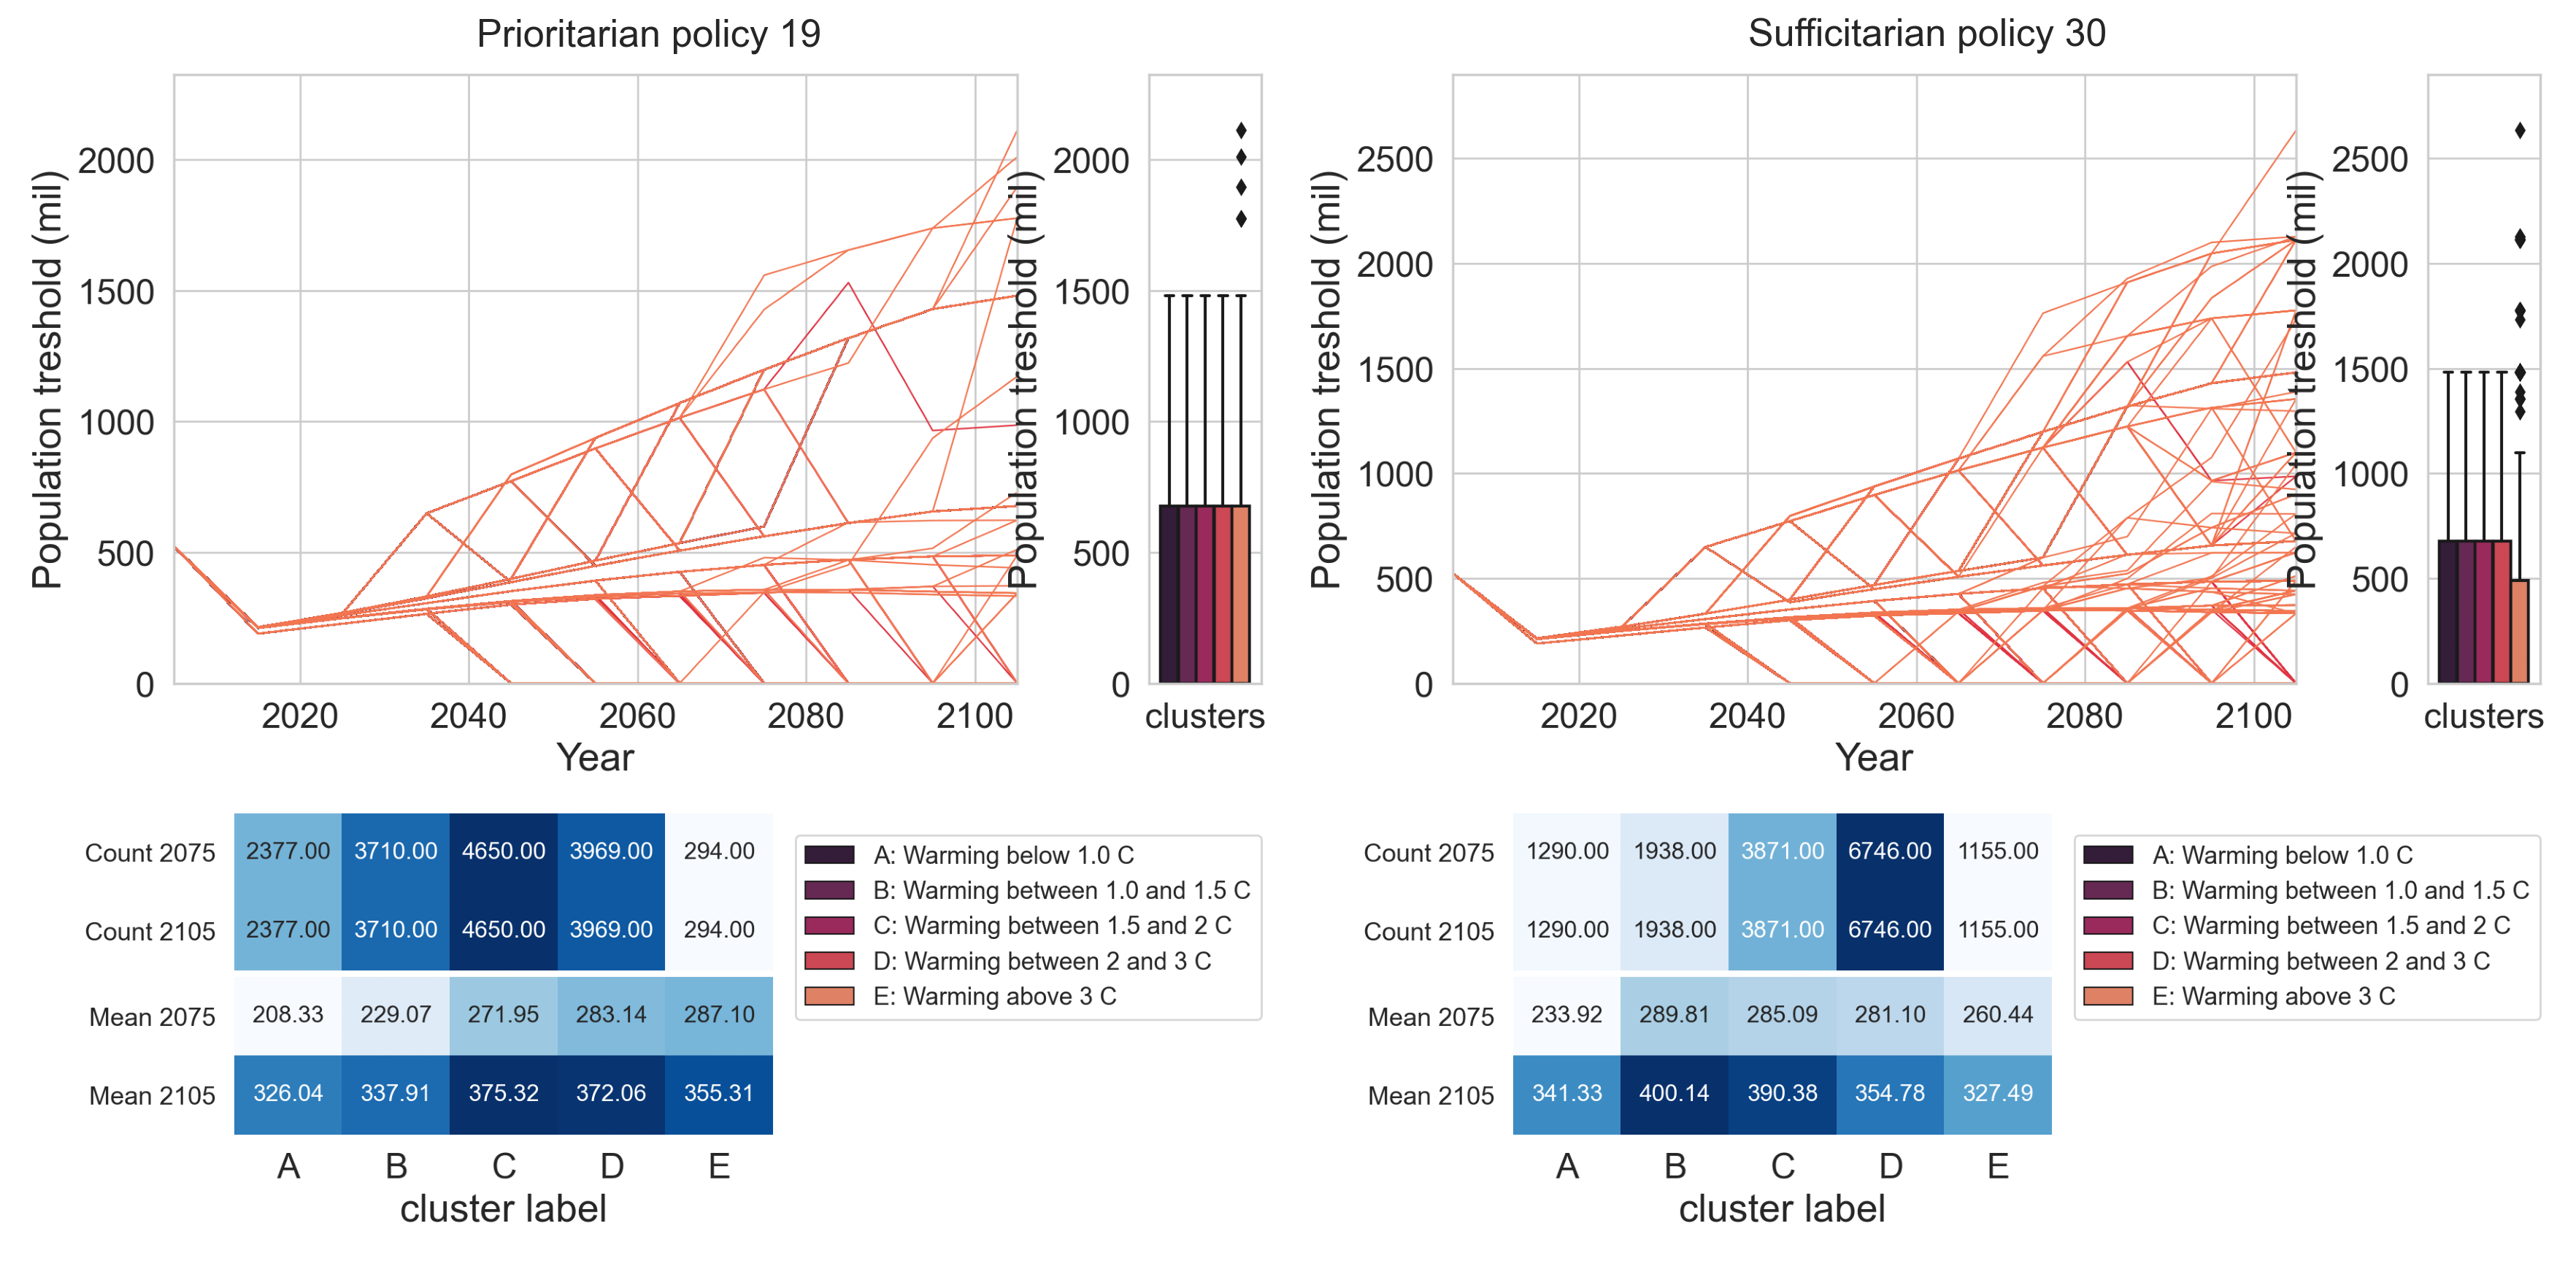 Prioritarian policy 19
Population treshold (mil)
2000
1500
1000
500
0
2020 2040 2060 2080 2100
Year
Population treshold (mil)
2000
1500
1000
500
0
clusters
Count 2075 2377.00 3710.00 4650.00 3969.00 294.00
Count 2105 2377.00 3710.00 4650.00 3969.00 294.00
Mean 2075 208.33 229.07 271.95 283.14 287.10
Mean 2105 326.04 337.91 375.32 372.06 355.31
A B C D E
cluster label
A: Warming below 1.0 C
B: Warming between 1.0 and 1.5 C
C: Warming between 1.5 and 2 C
D: Warming between 2 and 3 C
E: Warming above 3 C
Sufficitarian policy 30
Population treshold (mil)
2500
2000
1500
1000
500
0
2020 2040 2060 2080 2100
Year
Population treshold (mil)
2500
2000
1500
1000
500
0
clusters
Count 2075 1290.00 1938.00 3871.00 6746.00 1155.00
Count 2105 1290.00 1938.00 3871.00 6746.00 1155.00
Mean 2075 233.92 289.81 285.09 281.10 260.44
Mean 2105 341.33 400.14 390.38 354.78 327.49
A B C D E
cluster label
A: Warming below 1.0 C
B: Warming between 1.0 and 1.5 C
C: Warming between 1.5 and 2 C
D: Warming between 2 and 3 C
E: Warming above 3 C